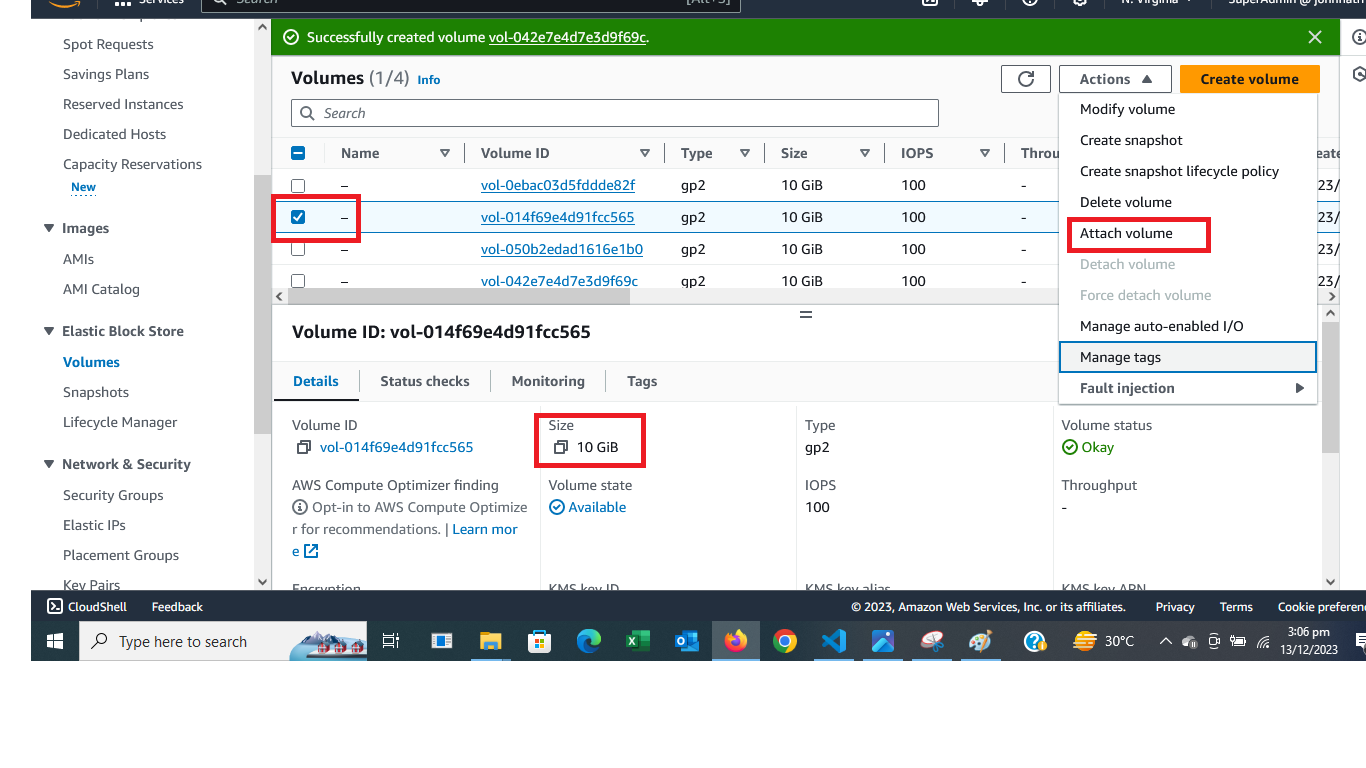 Services
Search
[Alt+S]
N. Virginia
SuperAdmin @ johnnath
Spot Requests
Savings Plans
Reserved Instances
Dedicated Hosts
Capacity Reservations
New
Images
AMIs
AMI Catalog
Elastic Block Store
Volumes
Snapshots
Lifecycle Manager
Network & Security
Security Groups
Elastic IPs
Placement Groups
Key Pairs
Successfully created volume vol-042e7e4d7e3d9f69c.
Volumes (1/4) Info
Actions
Create volume
Search
Name Volume ID Type Size IOPS Throu
– vol-0ebac03d5fddde82f gp2 10 GiB 100 - 23/
– vol-014f69e4d91fcc565 gp2 10 GiB 100 - 23/
– vol-050b2edad1616e1b0 gp2 10 GiB 100 - 23/
– vol-042e7e4d7e3d9f69c gp2 10 GiB 100 - 23/
Modify volume
Create snapshot
Create snapshot lifecycle policy
Delete volume
Attach volume
Detach volume
Force detach volume
Manage auto-enabled I/O
Manage tags
Fault injection
Volume ID: vol-014f69e4d91fcc565
Details Status checks Monitoring Tags
Volume ID
vol-014f69e4d91fcc565
Size
10 GiB
Type
gp2
Volume status
Okay
AWS Compute Optimizer finding
Opt-in to AWS Compute Optimize
r for recommendations. | Learn mor
e
Volume state
Available
IOPS
100
Throughput
-
Encryption
KMS key ID
KMS key alias
KMS key ARN
CloudShell Feedback
© 2023, Amazon Web Services, Inc. or its affiliates. Privacy Terms Cookie preferen
Type here to search
30°C
3:06 pm
13/12/2023